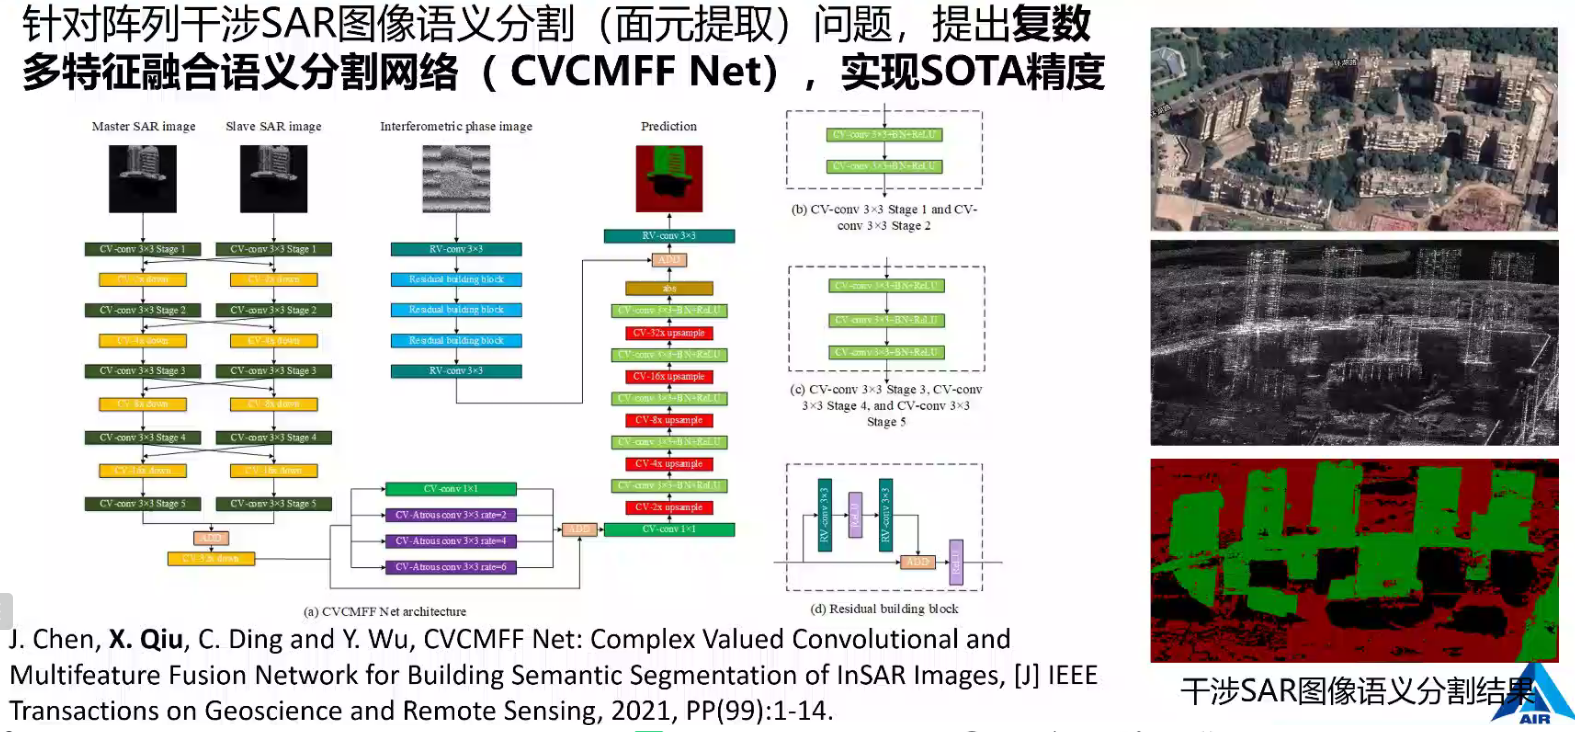 针对阵列干涉SAR图像语义分割（面元提取）问题，提出复数
多特征融合语义分割网络（ CVCMFF Net），实现SOTA精度
Master SAR image
Slave SAR image
Interferometric phase image
Prediction
CV-conv 3×3 Stage 1
CV-conv 3×3 Stage 1
CV-2x down
CV-2x down
CV-conv 3×3 Stage 2
CV-conv 3×3 Stage 2
CV-4x down
CV-4x down
CV-conv 3×3 Stage 3
CV-conv 3×3 Stage 3
CV-8x down
CV-8x down
CV-conv 3×3 Stage 4
CV-conv 3×3 Stage 4
CV-16x down
CV-16x down
CV-conv 3×3 Stage 5
CV-conv 3×3 Stage 5
ADD
CV-32x down
RV-conv 3×3
Residual building block
Residual building block
Residual building block
RV-conv 3×3
CV-conv 1×1
CV-Atrous conv 3×3 rate=2
CV-Atrous conv 3×3 rate=4
CV-Atrous conv 3×3 rate=6
ADD
RV-conv 3×3
ADD
abs
CV-conv 3×3+BN+ReLU
CV-32x upsample
CV-conv 3×3+BN+ReLU
CV-16x upsample
CV-conv 3×3+BN+ReLU
CV-8x upsample
CV-conv 3×3+BN+ReLU
CV-4x upsample
CV-conv 3×3+BN+ReLU
CV-2x upsample
CV-conv 1×1
(a) CVCMFF Net architecture
CV-conv 3×3+BN+ReLU
CV-conv 3×3+BN+ReLU
(b) CV-conv 3×3 Stage 1 and CV-
conv 3×3 Stage 2
CV-conv 3×3+BN+ReLU
CV-conv 3×3+BN+ReLU
CV-conv 3×3+BN+ReLU
(c) CV-conv 3×3 Stage 3, CV-conv
3×3 Stage 4, and CV-conv 3×3
Stage 5
RV-conv 3×3
ReLU
RV-conv 3×3
ADD
ReLU
(d) Residual building block
J. Chen, X. Qiu, C. Ding and Y. Wu, CVCMFF Net: Complex Valued Convolutional and
Multifeature Fusion Network for Building Semantic Segmentation of InSAR Images, [J] IEEE
Transactions on Geoscience and Remote Sensing, 2021, PP(99):1-14.
干涉SAR图像语义分割结果
AIR